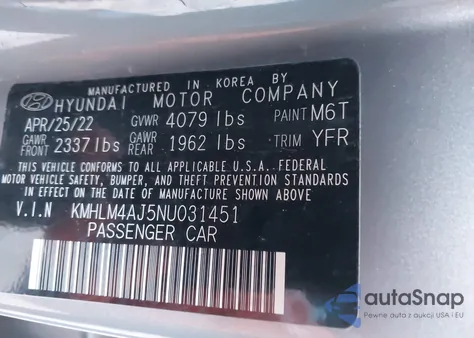 MANUFACTURED IN KOREA BY
HYUNDAI MOTOR COMPANY
APR/25/22 GVWR 4079 lbs PAINT M6T
GAWR FRONT 2337 lbs GAWR REAR 1962 lbs TRIM YFR
THIS VEHICLE CONFORMS TO ALL APPLICABLE U.S.A. FEDERAL
MOTOR VEHICLE SAFETY, BUMPER, AND THEFT PREVENTION STANDARDS
IN EFFECT ON THE DATE OF MANUFACTURE SHOWN ABOVE
V.I.N KMHLM4AJ5NU031451
PASSENGER CAR
autoSnap
Pewne auta z aukcji USA i EU